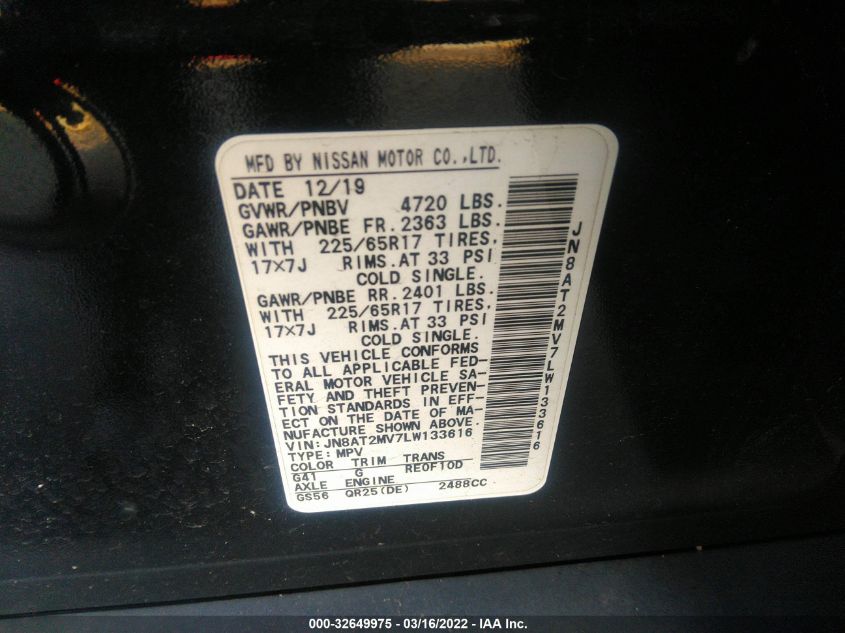 MFD BY NISSAN MOTOR CO.,LTD.
DATE 12/19
GVWR/PNBV 4720 LBS.
GAWR/PNBE FR. 2363 LBS.
WITH 225/65R17 TIRES,
17×7J RIMS.AT 33 PSI
COLD SINGLE.
GAWR/PNBE RR. 2401 LBS.
WITH 225/65R17 TIRES,
17×7J RIMS.AT 33 PSI
COLD SINGLE.
THIS VEHICLE CONFORMS
TO ALL APPLICABLE FED-
ERAL MOTOR VEHICLE SA-
FETY AND THEFT PREVEN-
TION STANDARDS IN EFF-
ECT ON THE DATE OF MA-
NUFACTURE SHOWN ABOVE.
VIN:JN8AT2MV7LW133616
TYPE:MPV
COLOR TRIM TRANS
G41 G RE0F10D
AXLE ENGINE
GS56 QR25(DE) 2488CC
JN8AT2MV7LW133616
000-32649975 - 03/16/2022 - IAA Inc.